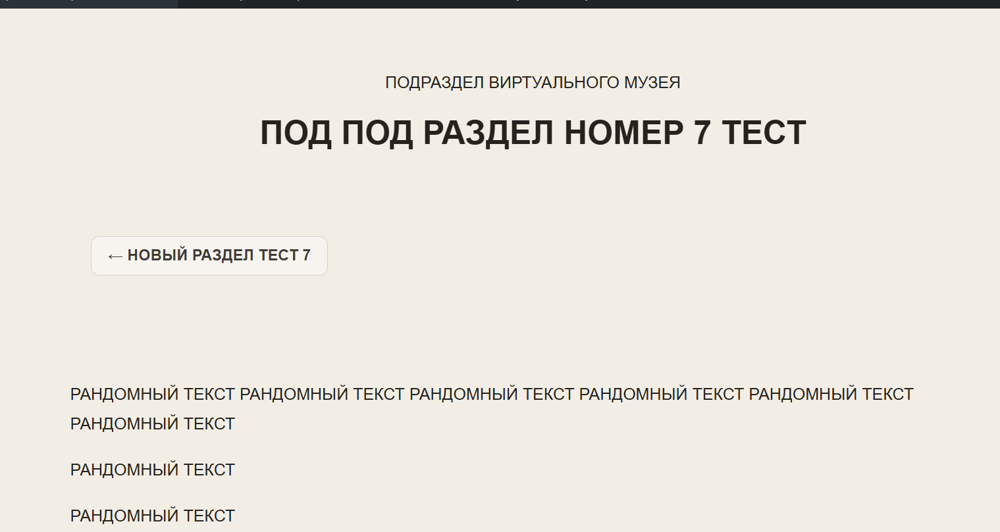 ПОДРАЗДЕЛ ВИРТУАЛЬНОГО МУЗЕЯ
ПОД ПОД РАЗДЕЛ НОМЕР 7 ТЕСТ
← НОВЫЙ РАЗДЕЛ ТЕСТ 7
РАНДОМНЫЙ ТЕКСТ РАНДОМНЫЙ ТЕКСТ РАНДОМНЫЙ ТЕКСТ РАНДОМНЫЙ ТЕКСТ РАНДОМНЫЙ ТЕКСТ
РАНДОМНЫЙ ТЕКСТ
РАНДОМНЫЙ ТЕКСТ
РАНДОМНЫЙ ТЕКСТ